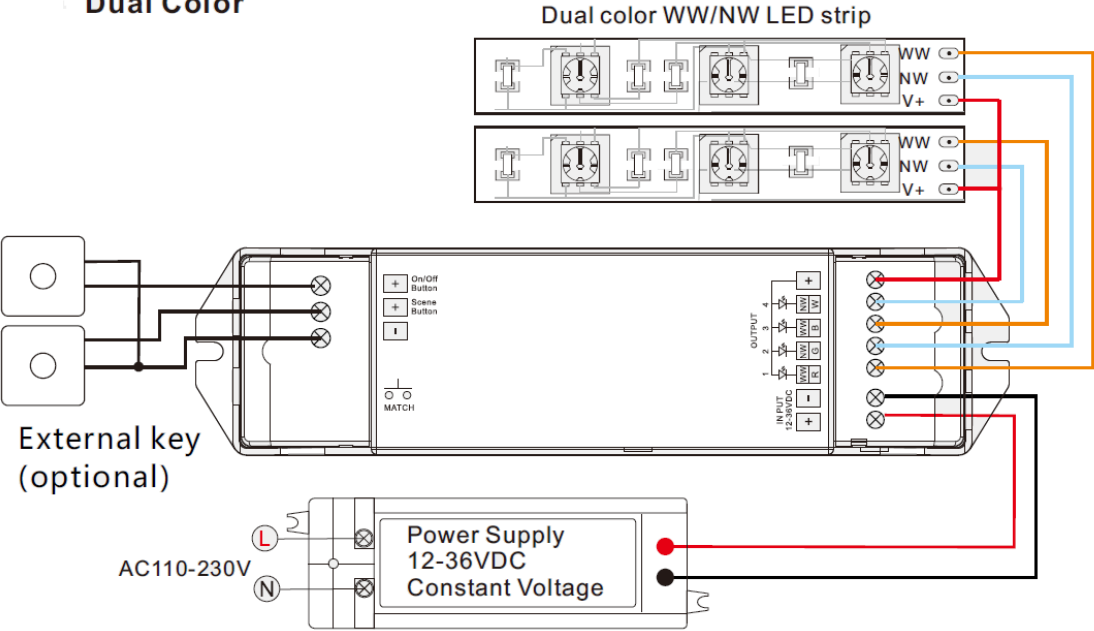 Dual Color
Dual color WW/NW LED strip
WW
NW
V+
WW
NW
V+
+ On/Off
Button
+ Scene
Button
-
MATCH
OUTPUT
+
4 NW W
3 WW B
2 NW G
1 WW R
INPUT
12-36VDC
-
+
External key
(optional)
L
AC110-230V
N
Power Supply
12-36VDC
Constant Voltage